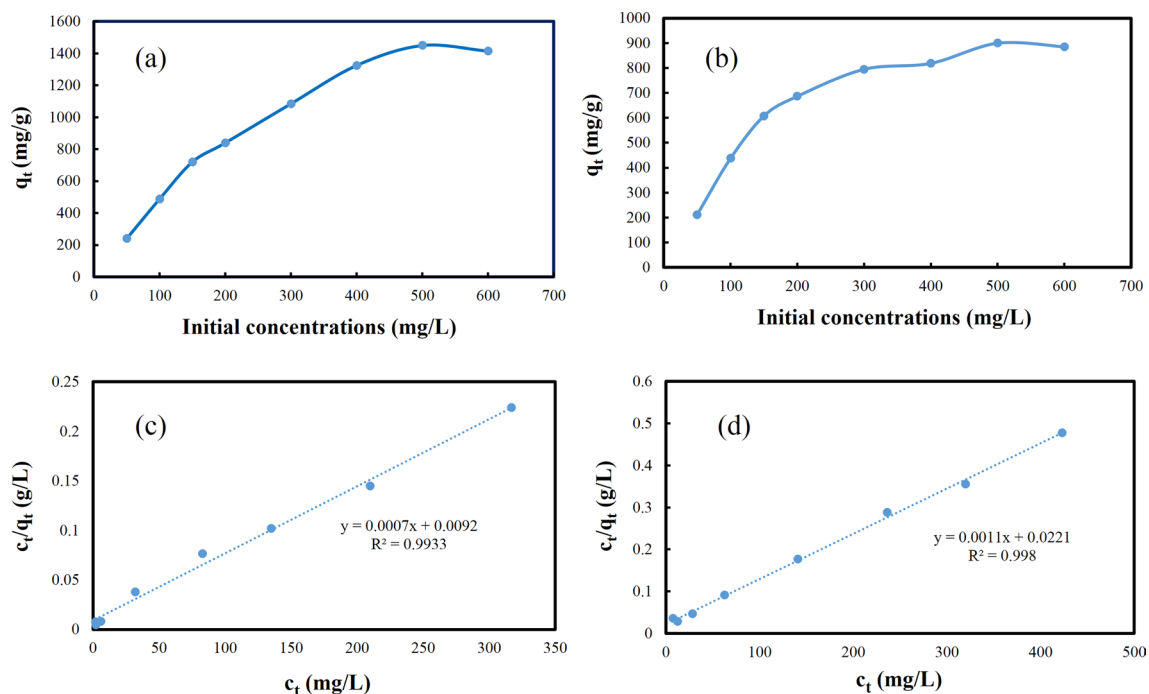 (a)
1600
1400
1200
1000
800
600
400
200
0
0 100 200 300 400 500 600 700
qt (mg/g)
Initial concentrations (mg/L)
(b)
1000
900
800
700
600
500
400
300
200
100
0
0 100 200 300 400 500 600 700
qt (mg/g)
Initial concentrations (mg/L)
(c)
0.25
0.2
0.15
0.1
0.05
0
0 50 100 150 200 250 300 350
ct/qt (g/L)
y = 0.0007x + 0.0092
R² = 0.9933
ct (mg/L)
(d)
0.6
0.5
0.4
0.3
0.2
0.1
0
0 100 200 300 400 500
ct/qt (g/L)
y = 0.0011x + 0.0221
R² = 0.998
ct (mg/L)